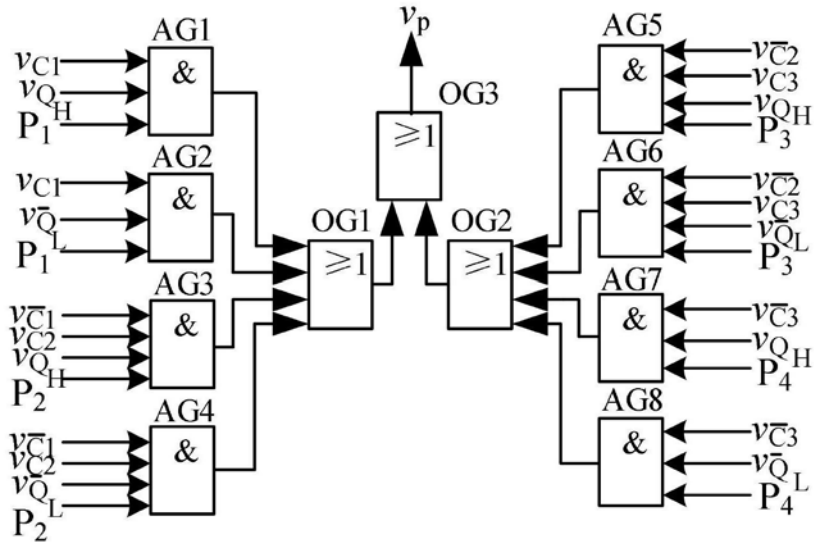 v_p
AG1
v_C1
v_Q
P_1^H
&
AG2
v_C1
v_Q̄
P_1^L
&
AG3
v_C̄1
v_C2
v_Q
P_2^H
&
AG4
v_C̄1
v_C2
v_Q̄
P_2^L
&
OG1
≥1
OG3
≥1
OG2
≥1
AG5
&
v_C̄2
v_C3
v_Q
P_3^H
AG6
&
v_C̄2
v_C3
v_Q̄
P_3^L
AG7
&
v_C̄3
v_Q
P_4^H
AG8
&
v_C̄3
v_Q̄
P_4^L